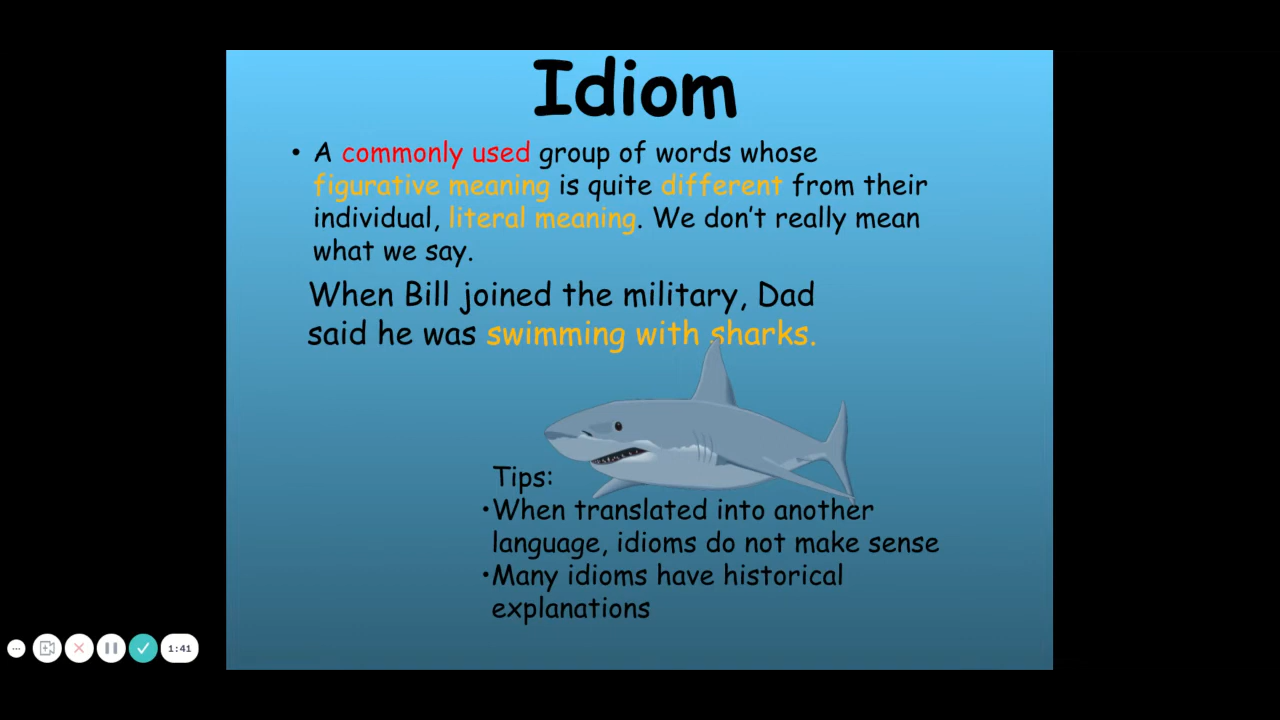 Idiom
• A commonly used group of words whose
figurative meaning is quite different from their
individual, literal meaning. We don't really mean
what we say.
When Bill joined the military, Dad
said he was swimming with sharks.
Tips:
•When translated into another
language, idioms do not make sense
•Many idioms have historical
explanations
1:41